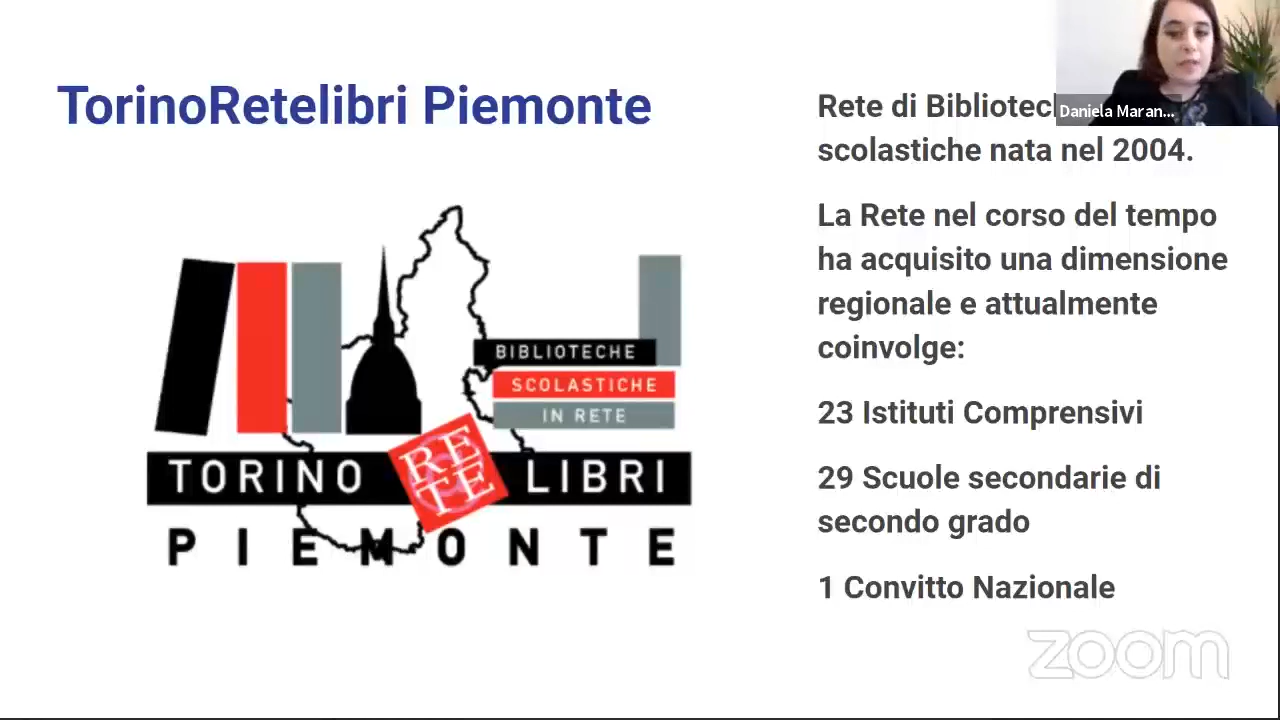 TorinoRetelibri Piemonte
BIBLIOTECHE
SCOLASTICHE
IN RETE
TORINO
RE
TE
LIBRI
PIEMONTE
Rete di
scolastiche nata nel 2004.
La Rete nel corso del tempo
ha acquisito una dimensione
regionale e attualmente
coinvolge:
23 Istituti Comprensivi
29 Scuole secondarie di
secondo grado
1 Convitto Nazionale
Daniela Maran...
zoom